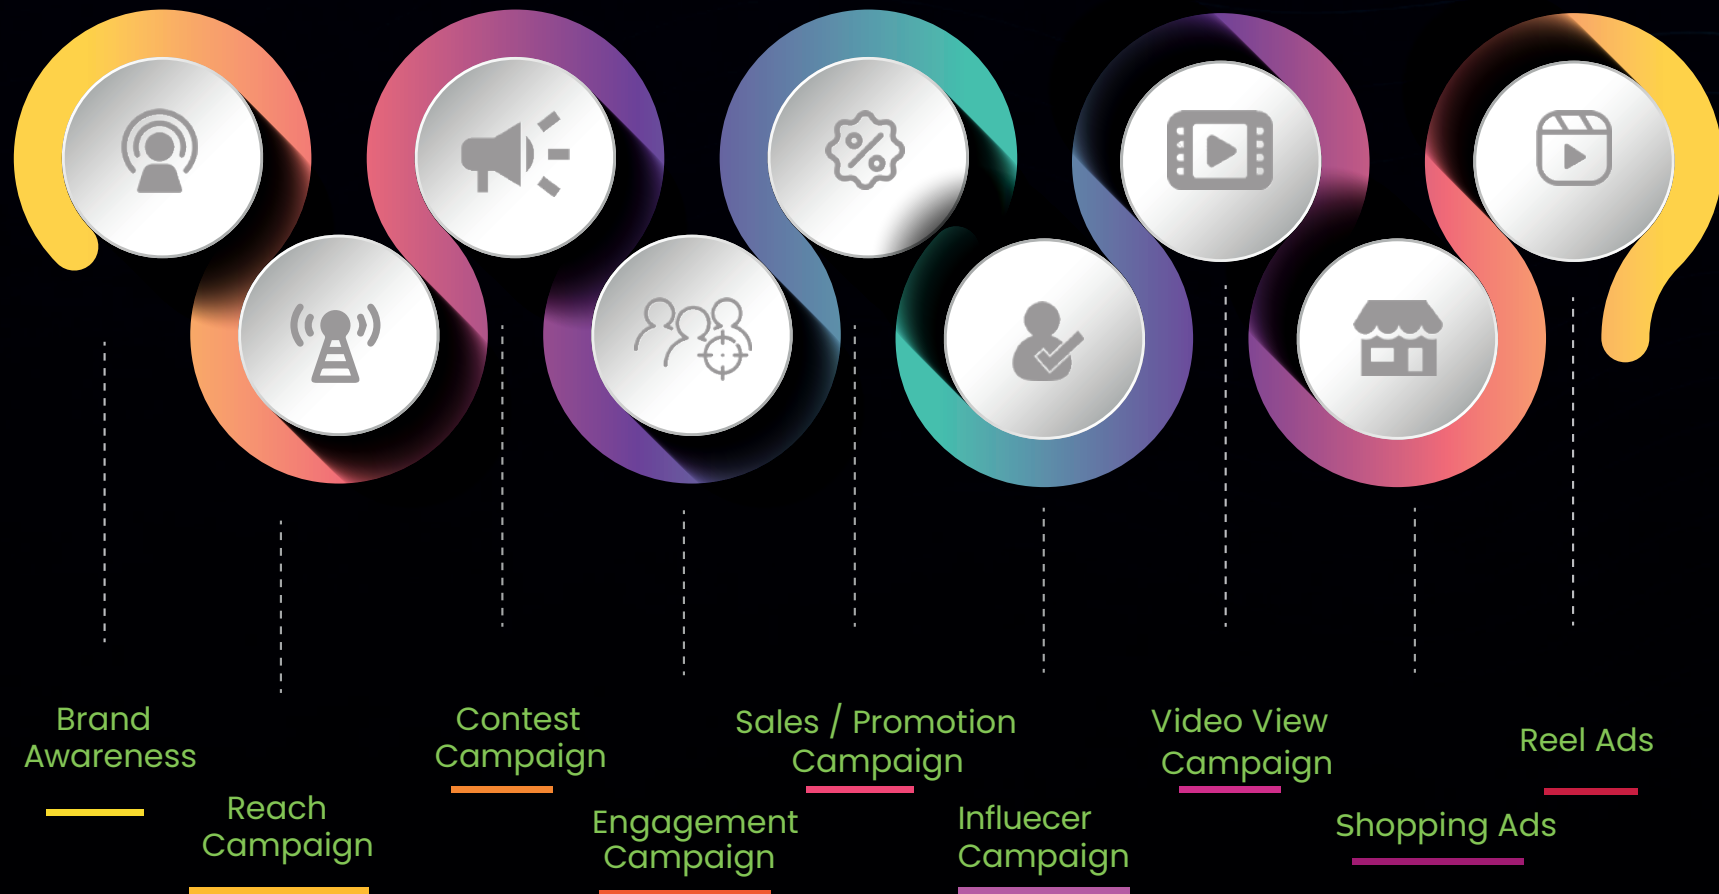 Brand
Awareness
Reach
Campaign
Contest
Campaign
Engagement
Campaign
Sales / Promotion
Campaign
Influecer
Campaign
Video View
Campaign
Shopping Ads
Reel Ads